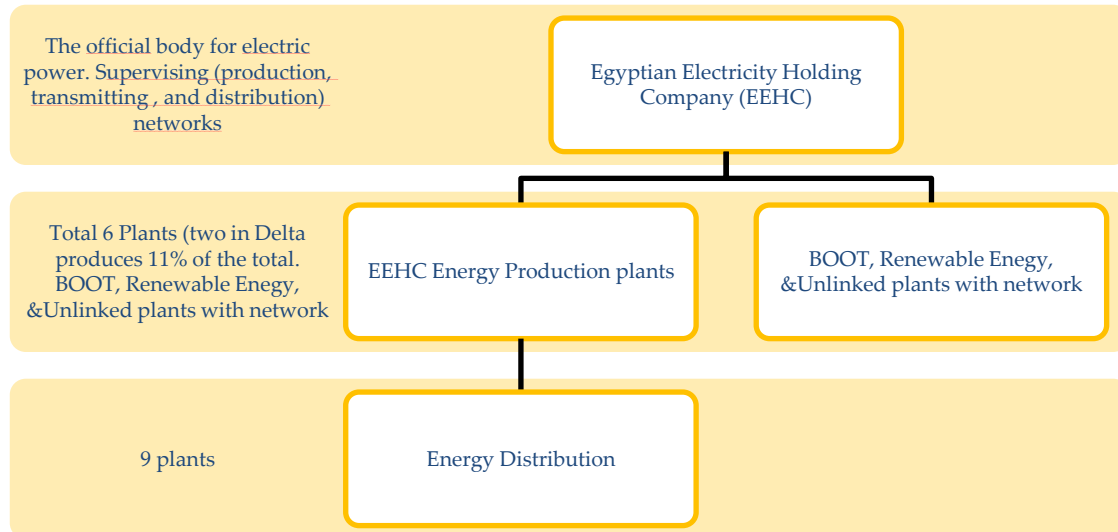 The official body for electric
power. Supervising (production,
transmitting , and distribution)
networks
Egyptian Electricity Holding
Company (EEHC)
Total 6 Plants (two in Delta
produces 11% of the total.
BOOT, Renewable Enegy,
&Unlinked plants with network
EEHC Energy Production plants
BOOT, Renewable Enegy,
&Unlinked plants with network
9 plants
Energy Distribution